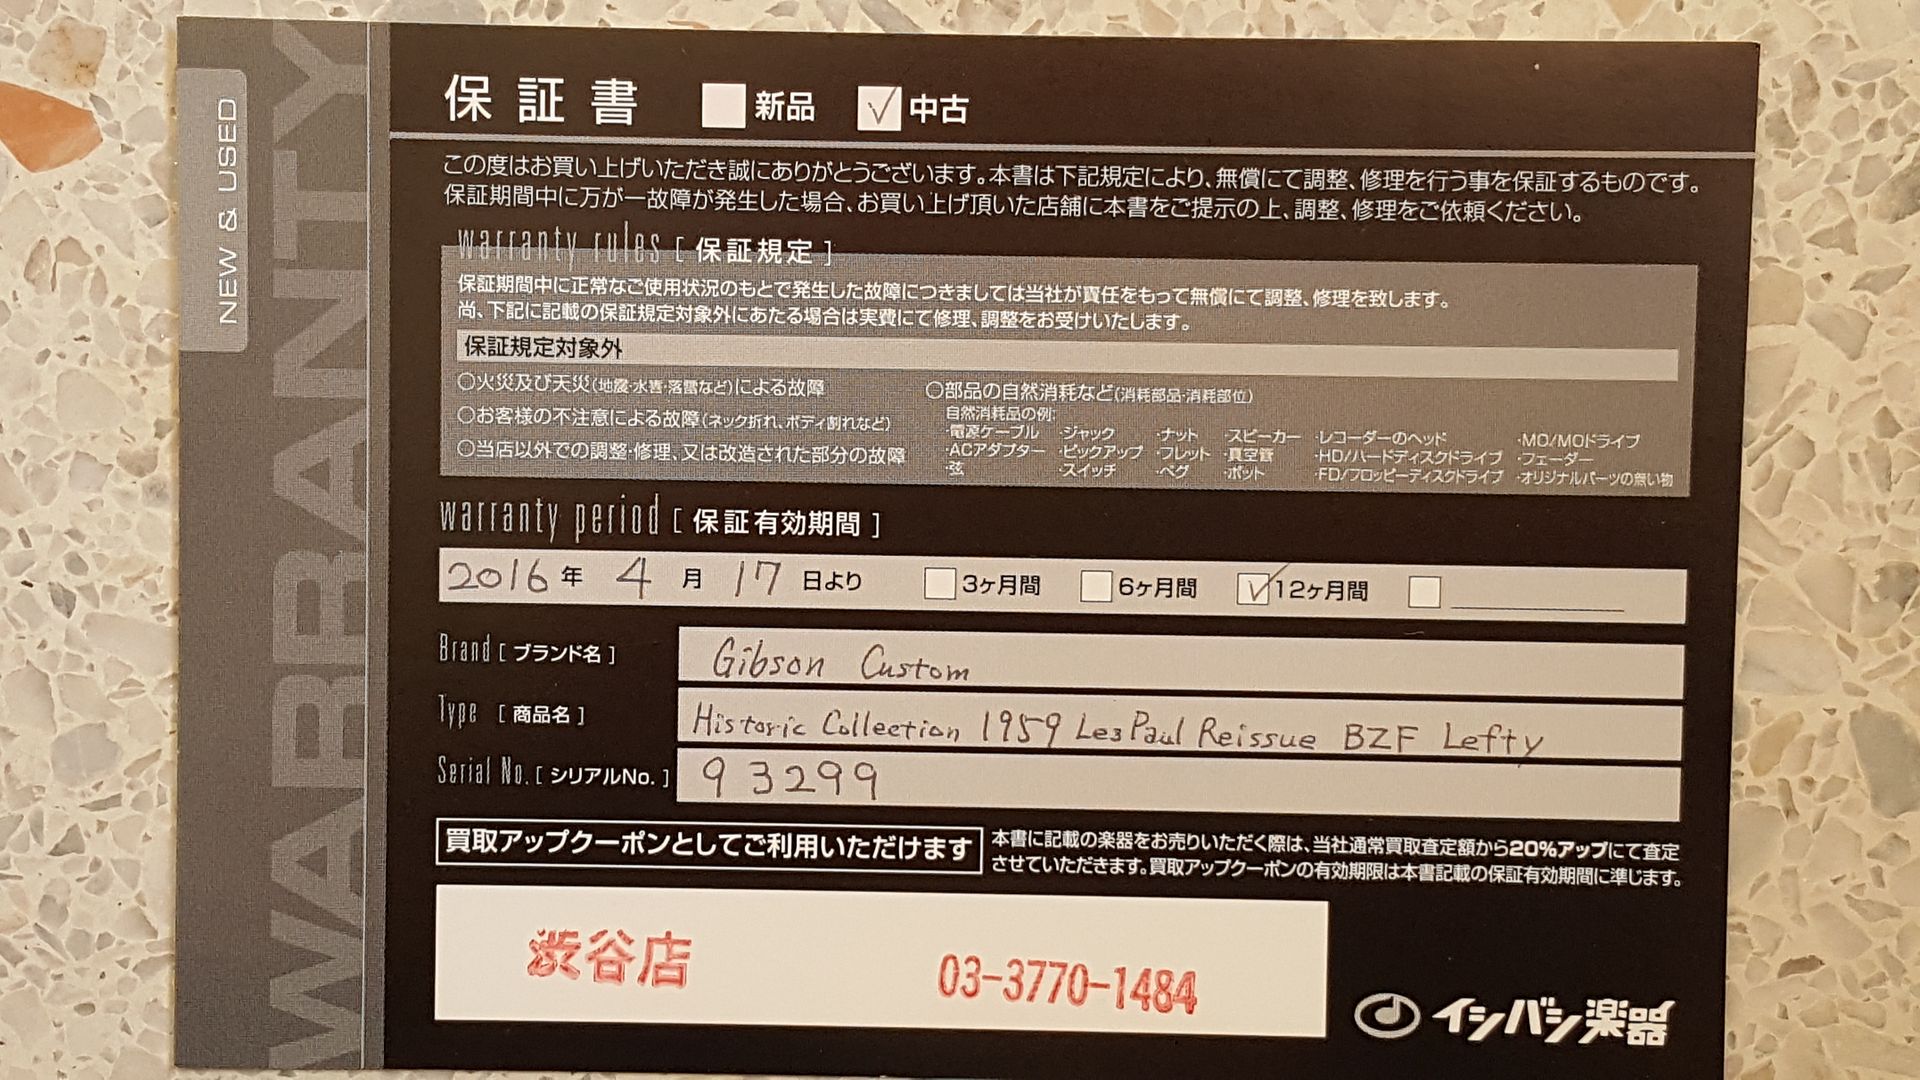 NEW & USED
WARRANTY
保証書 新品 ✓中古
この度はお買い上げいただき誠にありがとうございます。本書は下記規定により、無償にて調整、修理を行う事を保証するものです。
保証期間中に万が一故障が発生した場合、お買い上げ頂いた店舗に本書をご提示の上、調整、修理をご依頼ください。
warranty rules [ 保証規定 ]
保証期間中に正常なご使用状況のもとで発生した故障につきましては当社が責任をもって無償にて調整、修理を致します。
尚、下記に記載の保証規定対象外にあたる場合は実費にて修理、調整をお受けいたします。
保証規定対象外
○火災及び天災(地震・水害・落雷など)による故障
○お客様の不注意による故障(ネック折れ、ボディ割れなど)
○当店以外での調整・修理、又は改造された部分の故障
○部品の自然消耗など(消耗部品・消耗部位)
自然消耗品の例:
・電源ケーブル ・ジャック ・ナット ・スピーカー ・レコーダーのヘッド ・MO/MOドライブ
・ACアダプター ・ピックアップ ・フレット ・真空管 ・HD/ハードディスクドライブ ・フェーダー
・弦 ・スイッチ ・ペグ ・ポット ・FD/フロッピーディスクドライブ ・オリジナルパーツの無い物
warranty period [ 保証有効期間 ]
2016年 4月 17日より 3ヶ月間 6ヶ月間 ✓12ヶ月間
Brand [ ブランド名 ] Gibson Custom
Type [ 商品名 ] Historic Collection 1959 Les Paul Reissue BZF Lefty
Serial No. [ シリアルNo. ] 93299
買取アップクーポンとしてご利用いただけます
本書に記載の楽器をお売りいただく際は、当社通常買取査定額から20%アップにて査定
させていただきます。買取アップクーポンの有効期限は本書記載の保証有効期間に準じます。
渋谷店 03-3770-1484
イシバシ楽器